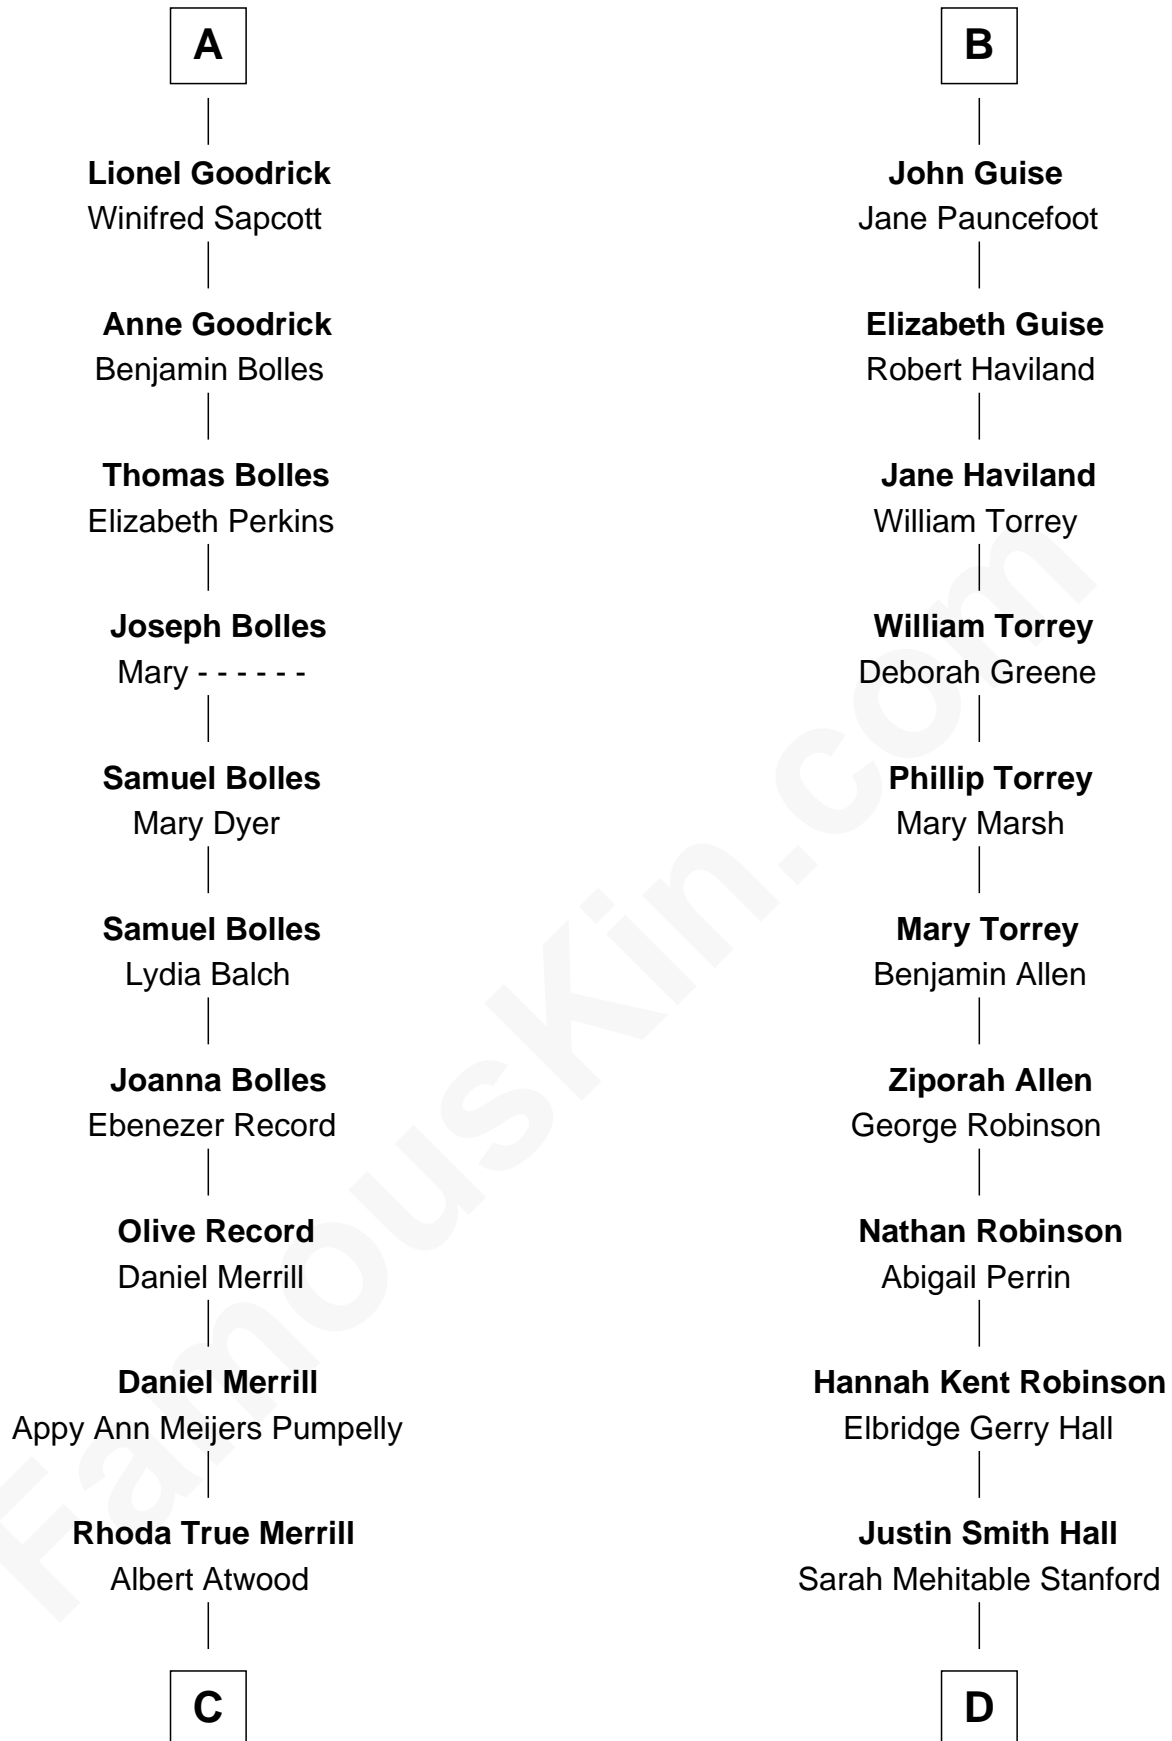 A
Lionel Goodrick
Winifred Sapcott
Anne Goodrick
Benjamin Bolles
Thomas Bolles
Elizabeth Perkins
Joseph Bolles
Mary - - - - - -
Samuel Bolles
Mary Dyer
Samuel Bolles
Lydia Balch
Joanna Bolles
Ebenezer Record
Olive Record
Daniel Merrill
Daniel Merrill
Appy Ann Meijers Pumpelly
Rhoda True Merrill
Albert Atwood
C
B
John Guise
Jane Pauncefoot
Elizabeth Guise
Robert Haviland
Jane Haviland
William Torrey
William Torrey
Deborah Greene
Phillip Torrey
Mary Marsh
Mary Torrey
Benjamin Allen
Ziporah Allen
George Robinson
Nathan Robinson
Abigail Perrin
Hannah Kent Robinson
Elbridge Gerry Hall
Justin Smith Hall
Sarah Mehitable Stanford
D
FamousKin.com